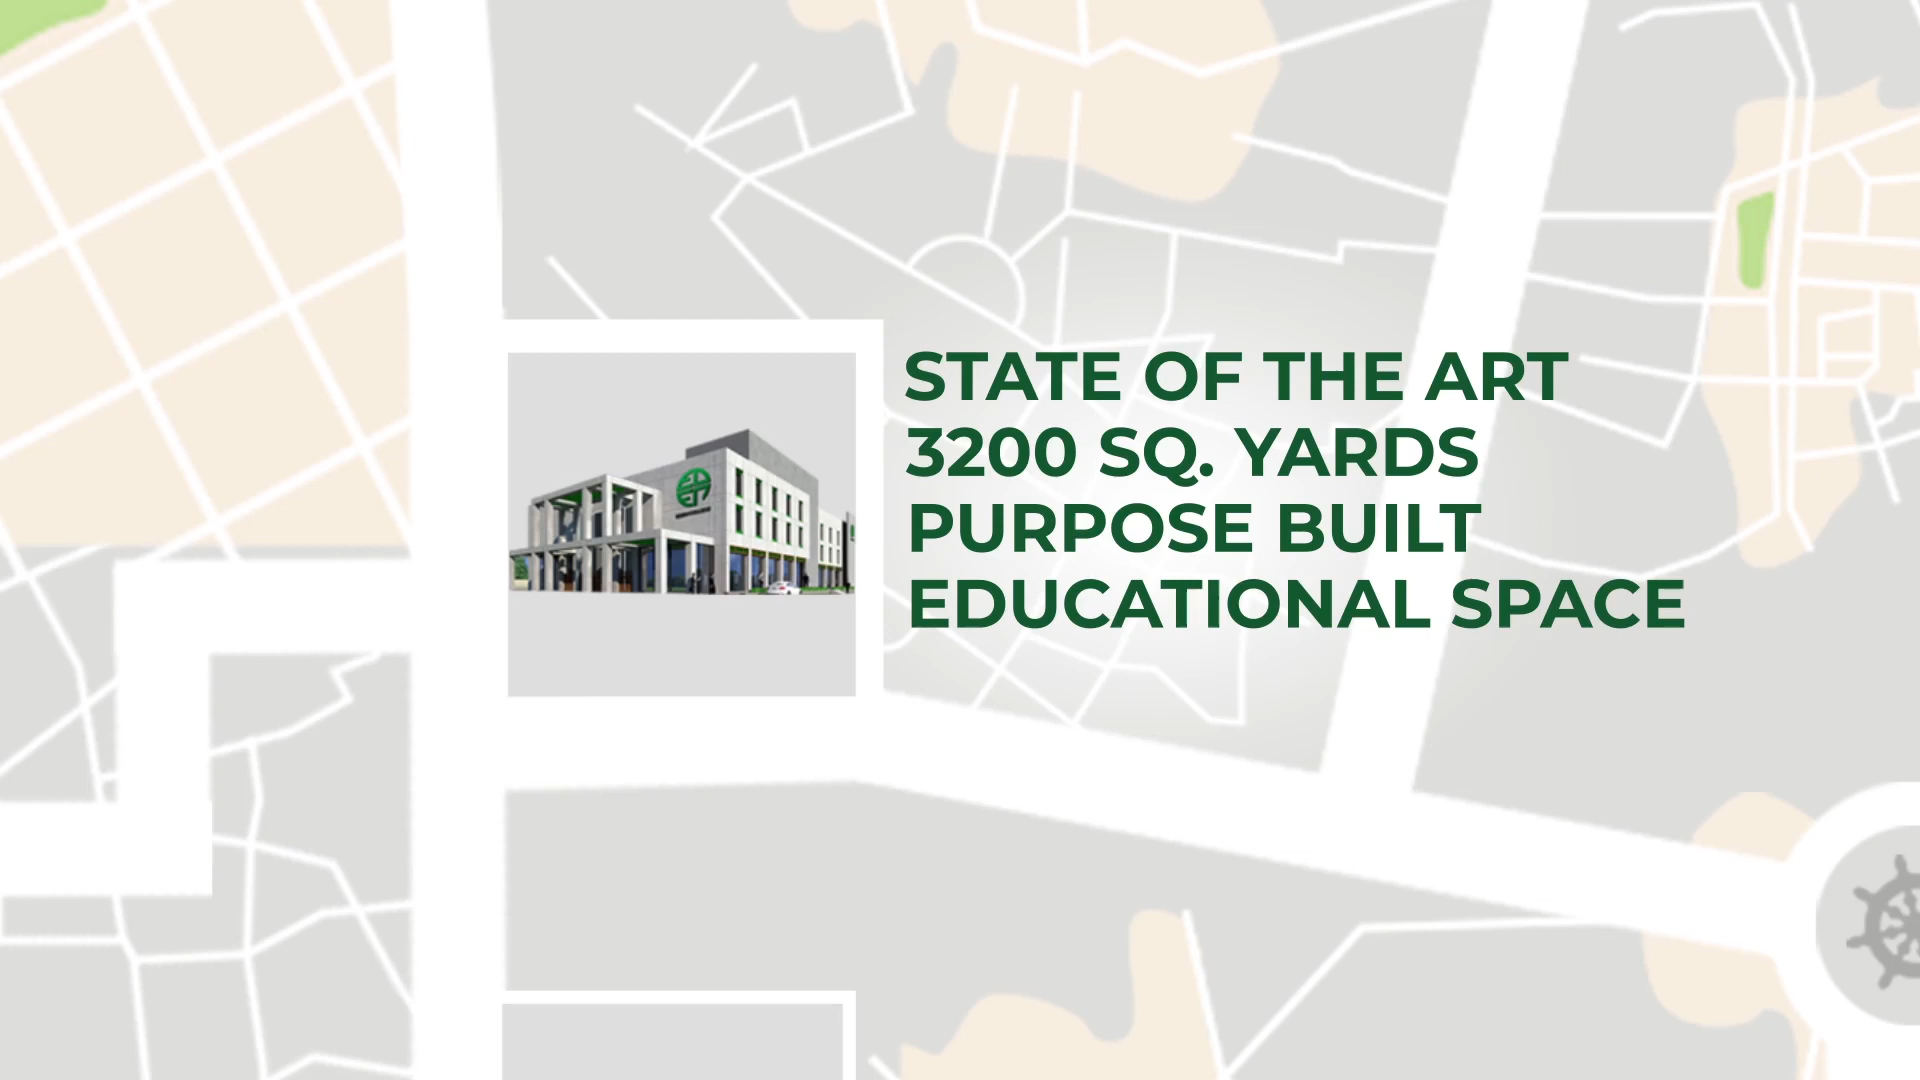 STATE OF THE ART
3200 SQ. YARDS
PURPOSE BUILT
EDUCATIONAL SPACE